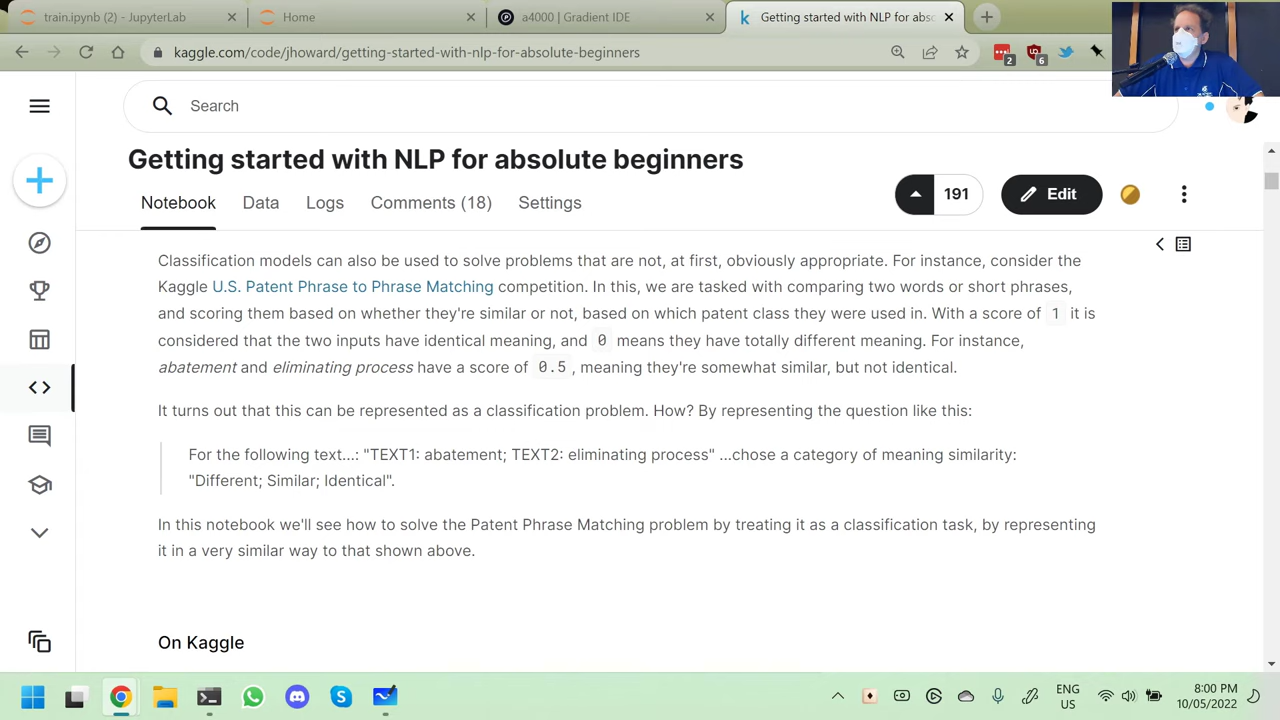 train.ipynb (2) - JupyterLab
Home
a4000 | Gradient IDE
Getting started with NLP for abs
kaggle.com/code/jhoward/getting-started-with-nlp-for-absolute-beginners
2
6
Search
Getting started with NLP for absolute beginners
Notebook
Data
Logs
Comments (18)
Settings
191
Edit
Classification models can also be used to solve problems that are not, at first, obviously appropriate. For instance, consider the
Kaggle U.S. Patent Phrase to Phrase Matching competition. In this, we are tasked with comparing two words or short phrases,
and scoring them based on whether they're similar or not, based on which patent class they were used in. With a score of 1 it is
considered that the two inputs have identical meaning, and 0 means they have totally different meaning. For instance,
abatement and eliminating process have a score of 0.5, meaning they're somewhat similar, but not identical.
It turns out that this can be represented as a classification problem. How? By representing the question like this:
For the following text...: "TEXT1: abatement; TEXT2: eliminating process" ...chose a category of meaning similarity:
"Different; Similar; Identical".
In this notebook we'll see how to solve the Patent Phrase Matching problem by treating it as a classification task, by representing
it in a very similar way to that shown above.
On Kaggle
ENG
US
8:00 PM
10/05/2022